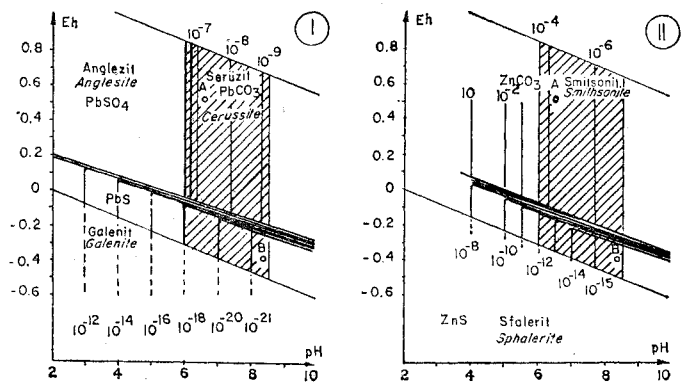 Eh
I
10-7
10-8
10-9
0.8
0.6
0.4
0.2
0
-0.2
-0.4
-0.6
Anglezit
Anglesite
PbSO4
Serüzit
A
PbCO3
Cerussite
PbS
Galenit
Galenite
B
10-12 10-14 10-16 10-18 10-20 10-21
pH
2 4 6 8 10
Eh
II
10-4
10-6
0.8
0.6
0.4
0.2
0
-0.2
-0.4
-0.6
ZnCO3
Smitsonit
A
Smithsonite
10
10-2
10-8
10-10
10-12
10-14
10-15
B
ZnS
Sfalerit
Sphalerite
pH
2 4 6 8 10